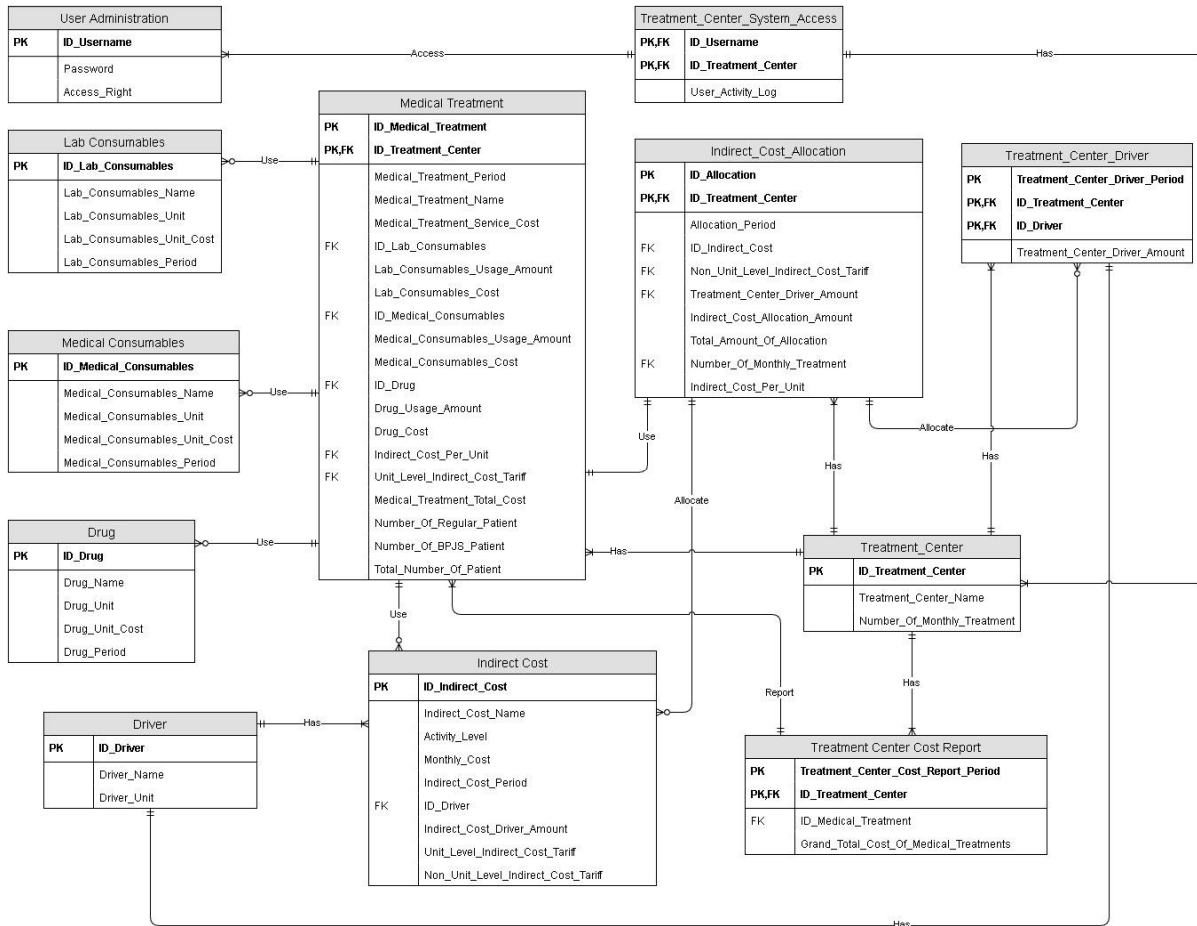 User Administration
PK ID_Username
Password
Access_Right
Access
Treatment_Center_System_Access
PK,FK ID_Username
PK,FK ID_Treatment_Center
User_Activity_Log
Has
Lab Consumables
PK ID_Lab_Consumables
Lab_Consumables_Name
Lab_Consumables_Unit
Lab_Consumables_Unit_Cost
Lab_Consumables_Period
Use
Medical Treatment
PK ID_Medical_Treatment
PK,FK ID_Treatment_Center
Medical_Treatment_Period
Medical_Treatment_Name
Medical_Treatment_Service_Cost
FK ID_Lab_Consumables
Lab_Consumables_Usage_Amount
Lab_Consumables_Cost
FK ID_Medical_Consumables
Medical_Consumables_Usage_Amount
Medical_Consumables_Cost
FK ID_Drug
Drug_Usage_Amount
Drug_Cost
FK Indirect_Cost_Per_Unit
FK Unit_Level_Indirect_Cost_Tariff
Medical_Treatment_Total_Cost
Number_Of_Regular_Patient
Number_Of_BPJS_Patient
Total_Number_Of_Patient
Indirect_Cost_Allocation
PK ID_Allocation
PK,FK ID_Treatment_Center
Allocation_Period
FK ID_Indirect_Cost
FK Non_Unit_Level_Indirect_Cost_Tariff
FK Treatment_Center_Driver_Amount
Indirect_Cost_Allocation_Amount
Total_Amount_Of_Allocation
FK Number_Of_Monthly_Treatment
Indirect_Cost_Per_Unit
Treatment_Center_Driver
PK Treatment_Center_Driver_Period
PK,FK ID_Treatment_Center
PK,FK ID_Driver
Treatment_Center_Driver_Amount
Medical Consumables
PK ID_Medical_Consumables
Medical_Consumables_Name
Medical_Consumables_Unit
Medical_Consumables_Unit_Cost
Medical_Consumables_Period
Use
Use
Allocate
Has
Has
Allocate
Drug
PK ID_Drug
Drug_Name
Drug_Unit
Drug_Unit_Cost
Drug_Period
Use
Has
Treatment_Center
PK ID_Treatment_Center
Treatment_Center_Name
Number_Of_Monthly_Treatment
Use
Has
Report
Indirect Cost
PK ID_Indirect_Cost
Indirect_Cost_Name
Activity_Level
Monthly_Cost
Indirect_Cost_Period
FK ID_Driver
Indirect_Cost_Driver_Amount
Unit_Level_Indirect_Cost_Tariff
Non_Unit_Level_Indirect_Cost_Tariff
Driver
PK ID_Driver
Driver_Name
Driver_Unit
Has
Treatment Center Cost Report
PK Treatment_Center_Cost_Report_Period
PK,FK ID_Treatment_Center
FK ID_Medical_Treatment
Grand_Total_Cost_Of_Medical_Treatments
Has